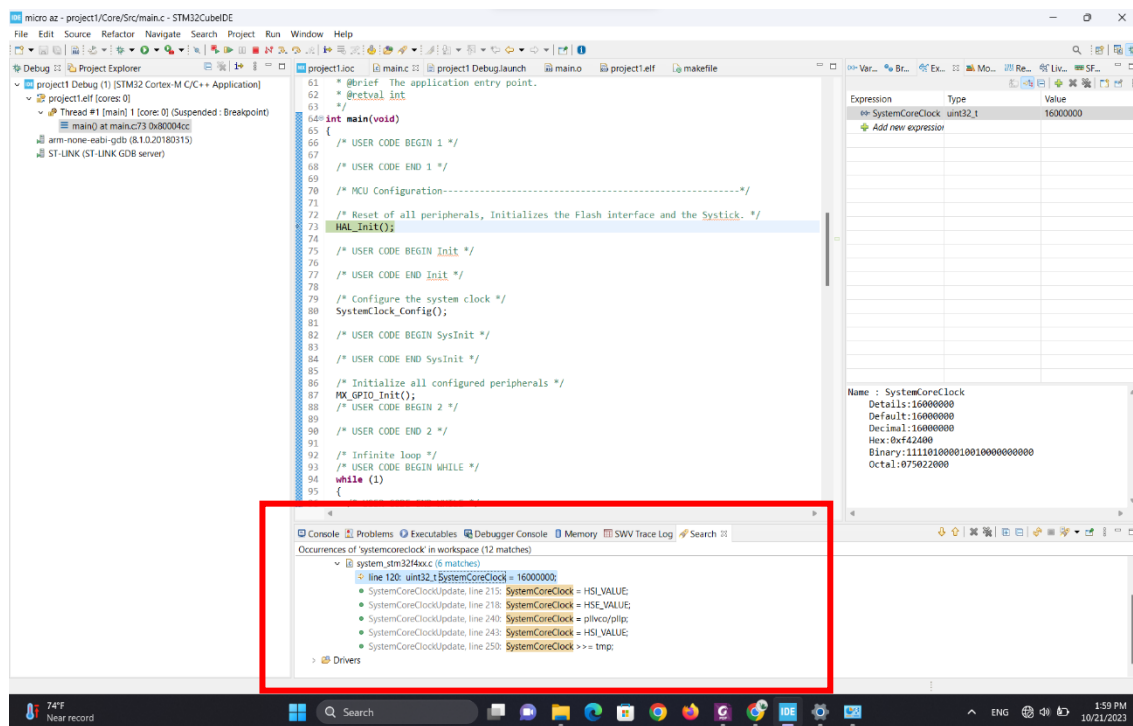 micro az - project1/Core/Src/main.c - STM32CubeIDE
File Edit Source Refactor Navigate Search Project Run Window Help
Debug Project Explorer
project1 Debug (1) [STM32 Cortex-M C/C++ Application]
project1.elf [cores: 0]
Thread #1 [main] 1 [core: 0] (Suspended : Breakpoint)
main() at main.c:73 0x80004cc
arm-none-eabi-gdb (8.1.0.20180315)
ST-LINK (ST-LINK GDB server)
project1.ioc main.c project1 Debug.launch main.o project1.elf makefile
61 * @brief The application entry point.
62 * @retval int
63 */
64 int main(void)
65 {
66 /* USER CODE BEGIN 1 */
67
68 /* USER CODE END 1 */
69
70 /* MCU Configuration--------------------------------------------------------*/
71
72 /* Reset of all peripherals, Initializes the Flash interface and the Systick. */
73 HAL_Init();
74
75 /* USER CODE BEGIN Init */
76
77 /* USER CODE END Init */
78
79 /* Configure the system clock */
80 SystemClock_Config();
81
82 /* USER CODE BEGIN SysInit */
83
84 /* USER CODE END SysInit */
85
86 /* Initialize all configured peripherals */
87 MX_GPIO_Init();
88 /* USER CODE BEGIN 2 */
89
90 /* USER CODE END 2 */
91
92 /* Infinite loop */
93 /* USER CODE BEGIN WHILE */
94 while (1)
95 {
Var... Br... Ex... Mo... Re... Liv... SF...
Expression Type Value
SystemCoreClock uint32_t 16000000
Add new expression
Name : SystemCoreClock
Details:16000000
Default:16000000
Decimal:16000000
Hex:0xf42400
Binary:111101000010010000000000
Octal:075022000
Console Problems Executables Debugger Console Memory SWV Trace Log Search
Occurrences of 'systemcoreclock' in workspace (12 matches)
system_stm32f4xx.c (6 matches)
line 120: uint32_t SystemCoreClock = 16000000;
SystemCoreClockUpdate, line 215: SystemCoreClock = HSI_VALUE;
SystemCoreClockUpdate, line 218: SystemCoreClock = HSE_VALUE;
SystemCoreClockUpdate, line 240: SystemCoreClock = pllvco/pllp;
SystemCoreClockUpdate, line 243: SystemCoreClock = HSI_VALUE;
SystemCoreClockUpdate, line 250: SystemCoreClock >>= tmp;
Drivers
74°F
Near record
Search
IDE
ENG
1:59 PM
10/21/2023